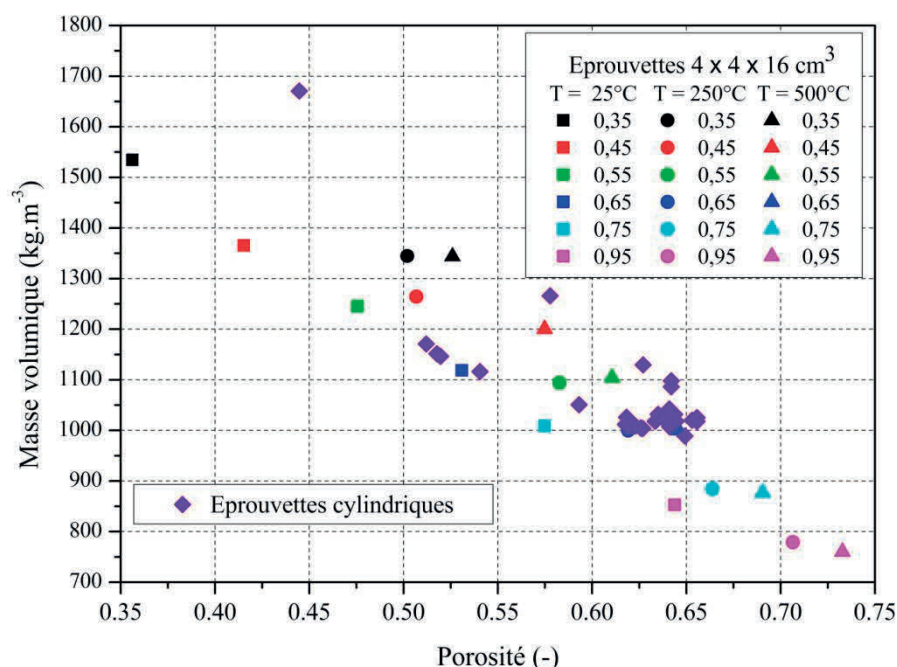 1800
1700
1600
1500
1400
1300
1200
1100
1000
900
800
700
Masse volumique (kg.m-3)
Eprouvettes 4 x 4 x 16 cm3
T = 25°C T = 250°C T = 500°C
0,35 0,35 0,35
0,45 0,45 0,45
0,55 0,55 0,55
0,65 0,65 0,65
0,75 0,75 0,75
0,95 0,95 0,95
Eprouvettes cylindriques
0.35 0.40 0.45 0.50 0.55 0.60 0.65 0.70 0.75
Porosité (-)